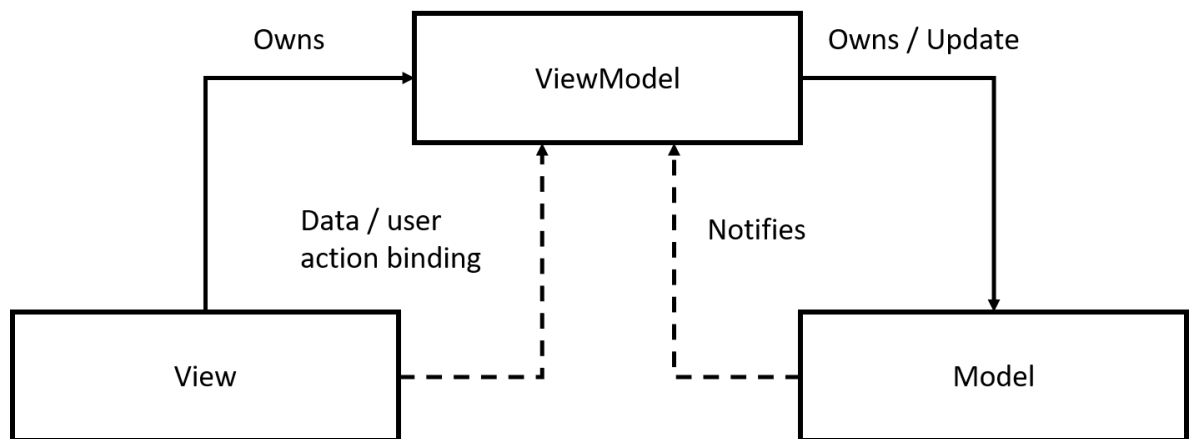 Owns
Owns / Update
ViewModel
Data / user
action binding
Notifies
View
Model